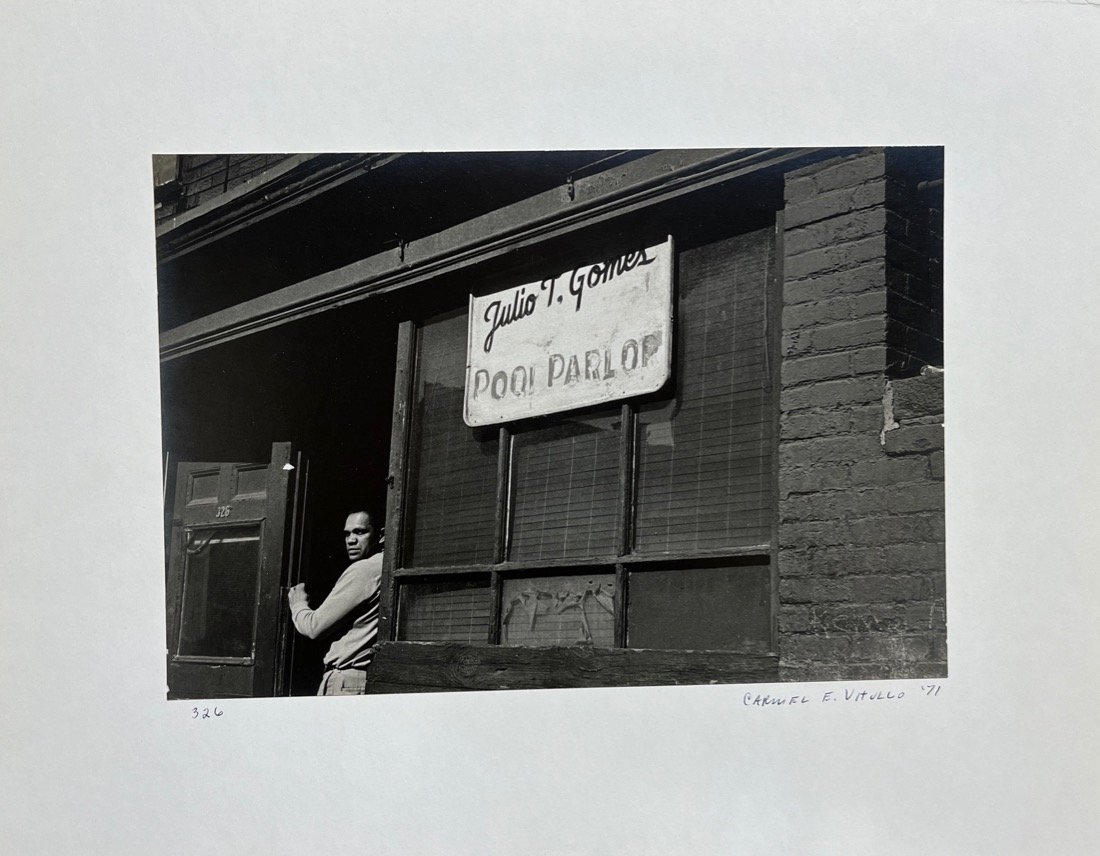 Julio T. Gomes
POOL PARLOR
326
326
CARMEL E. VITULLO '71